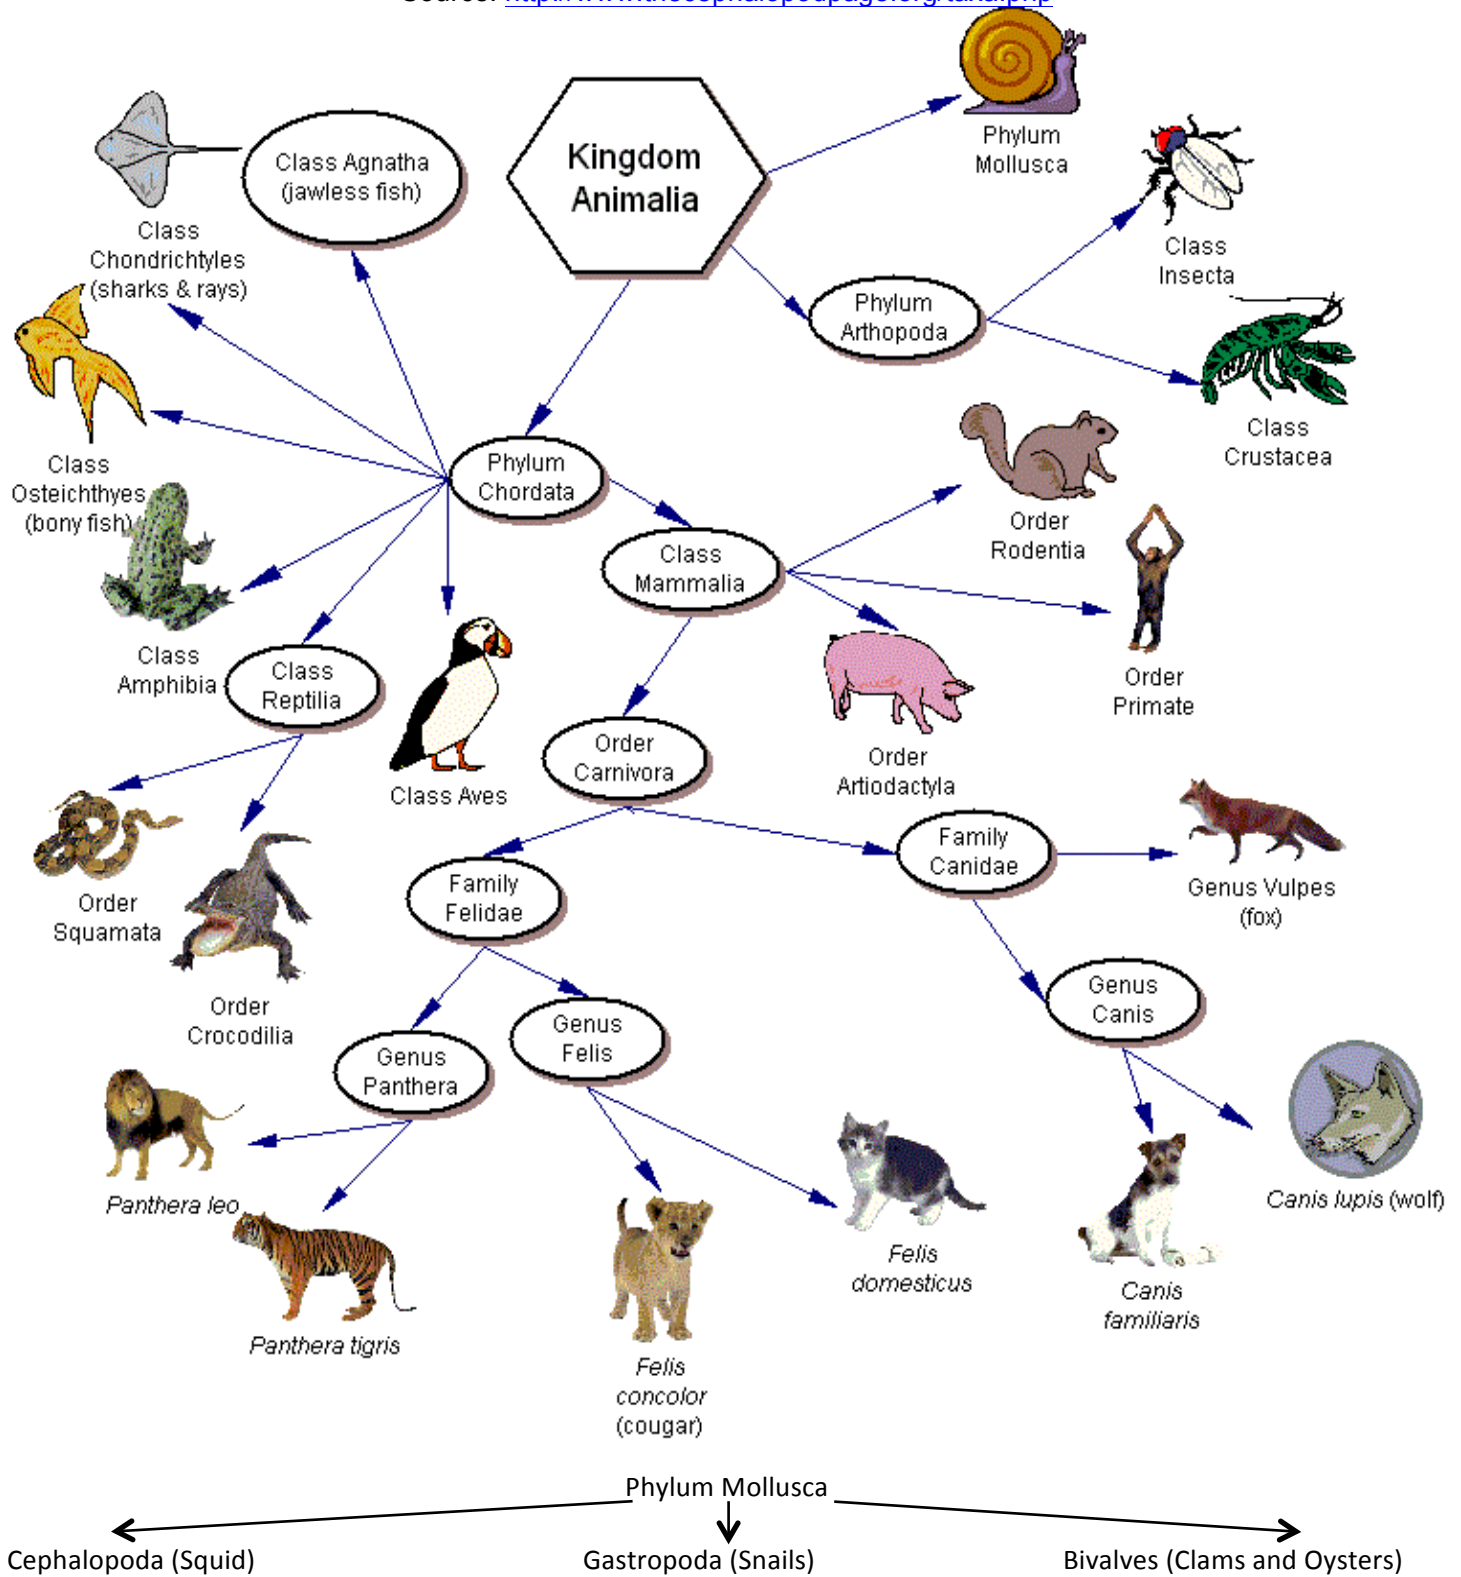 Kingdom
Animalia
Phylum
Mollusca
Class
Insecta
Phylum
Arthopoda
Class
Crustacea
Class Agnatha
(jawless fish)
Class
Chondrichtyles
(sharks & rays)
Class
Osteichthyes
(bony fish)
Phylum
Chordata
Class
Mammalia
Order
Rodentia
Order
Primate
Order
Artiodactyla
Class
Amphibia
Class
Reptilia
Class Aves
Order
Carnivora
Order
Squamata
Order
Crocodilia
Family
Felidae
Family
Canidae
Genus Vulpes
(fox)
Genus
Canis
Genus
Felis
Genus
Panthera
Panthera leo
Panthera tigris
Felis
concolor
(cougar)
Felis
domesticus
Canis
familiaris
Canis lupis (wolf)
Phylum Mollusca
Cephalopoda (Squid)
Gastropoda (Snails)
Bivalves (Clams and Oysters)